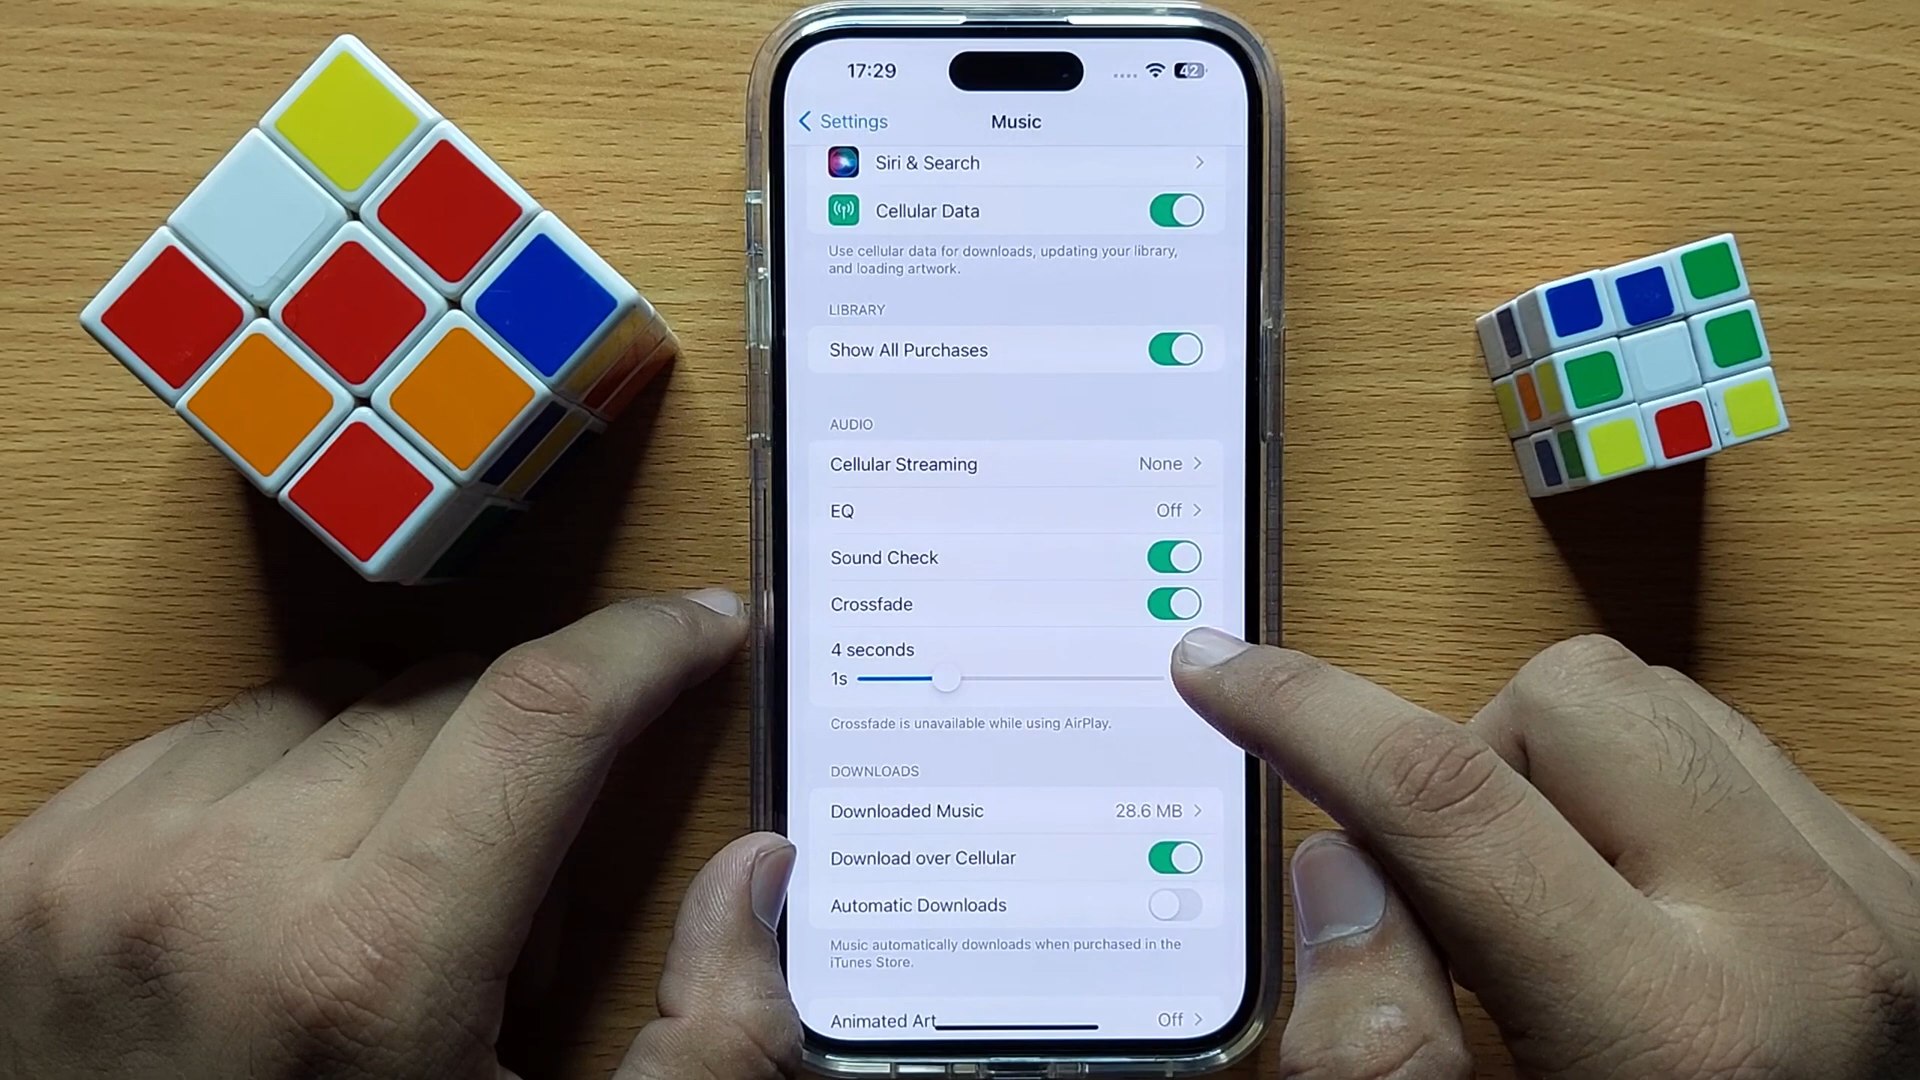 17:29
42
Settings
Music
Siri & Search
Cellular Data
Use cellular data for downloads, updating your library,
and loading artwork.
LIBRARY
Show All Purchases
AUDIO
Cellular Streaming None
EQ Off
Sound Check
Crossfade
4 seconds
1s
Crossfade is unavailable while using AirPlay.
DOWNLOADS
Downloaded Music 28.6 MB
Download over Cellular
Automatic Downloads
Music automatically downloads when purchased in the
iTunes Store.
Animated Art Off